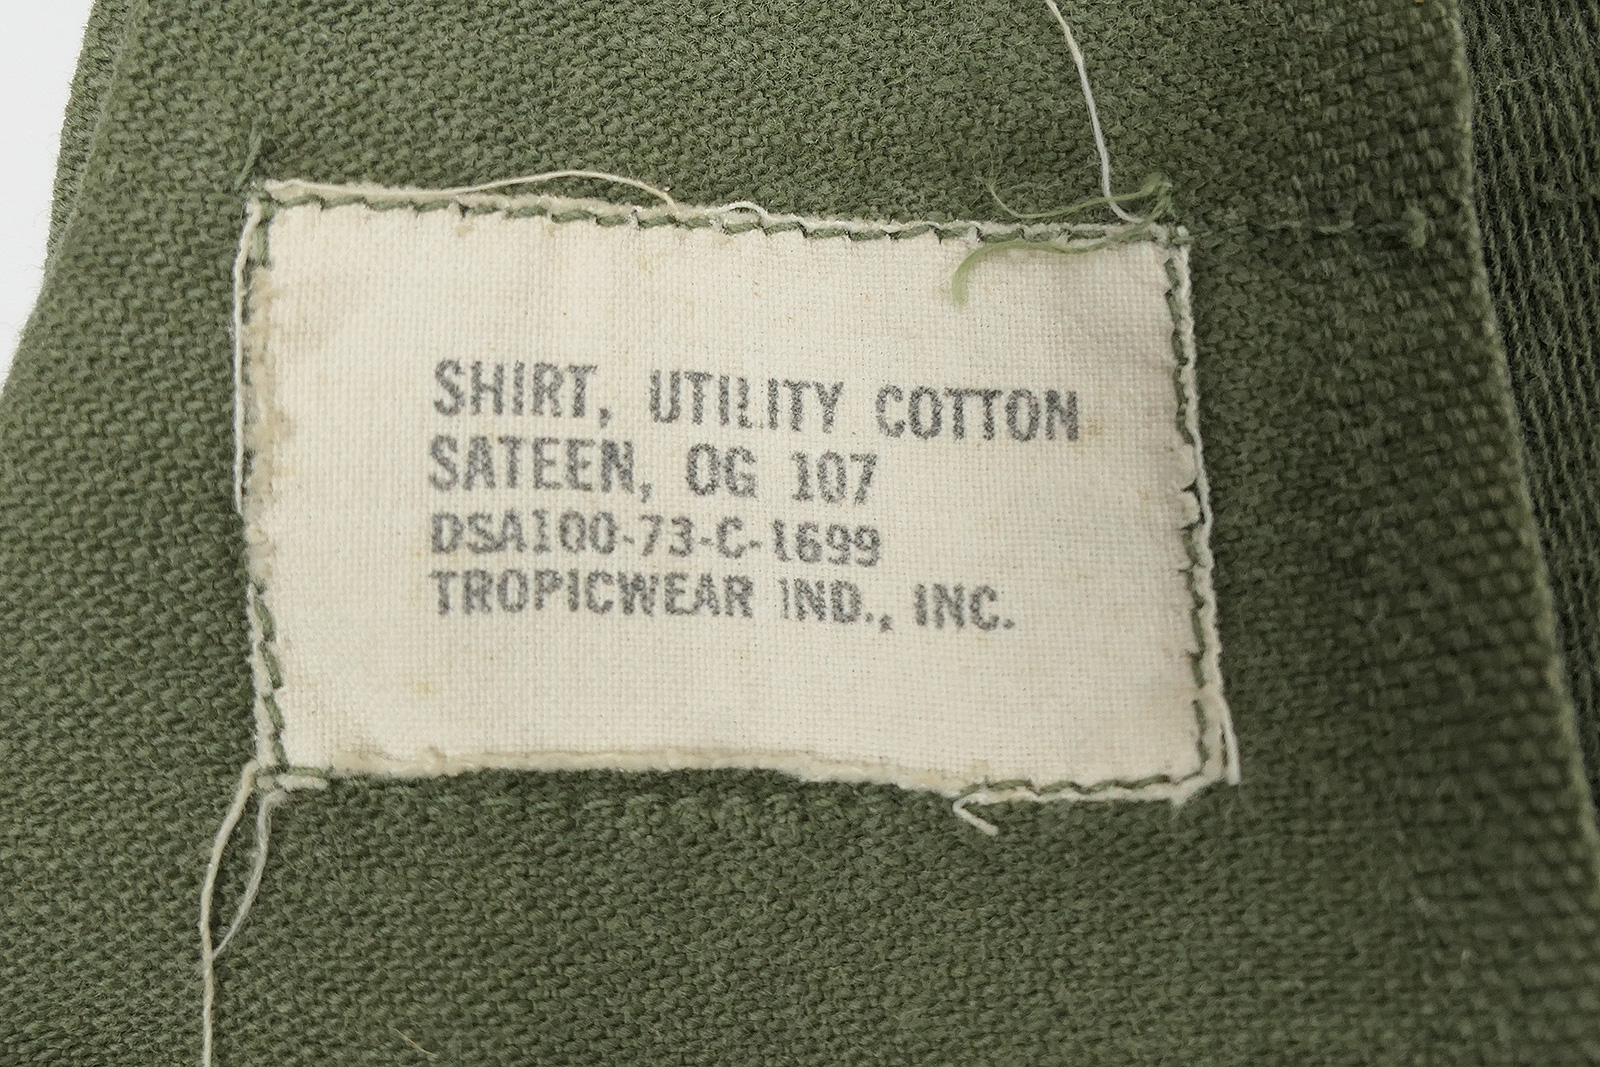 SHIRT, UTILITY COTTON
SATEEN, OG 107
DSA100-73-C-1699
TROPICWEAR IND., INC.